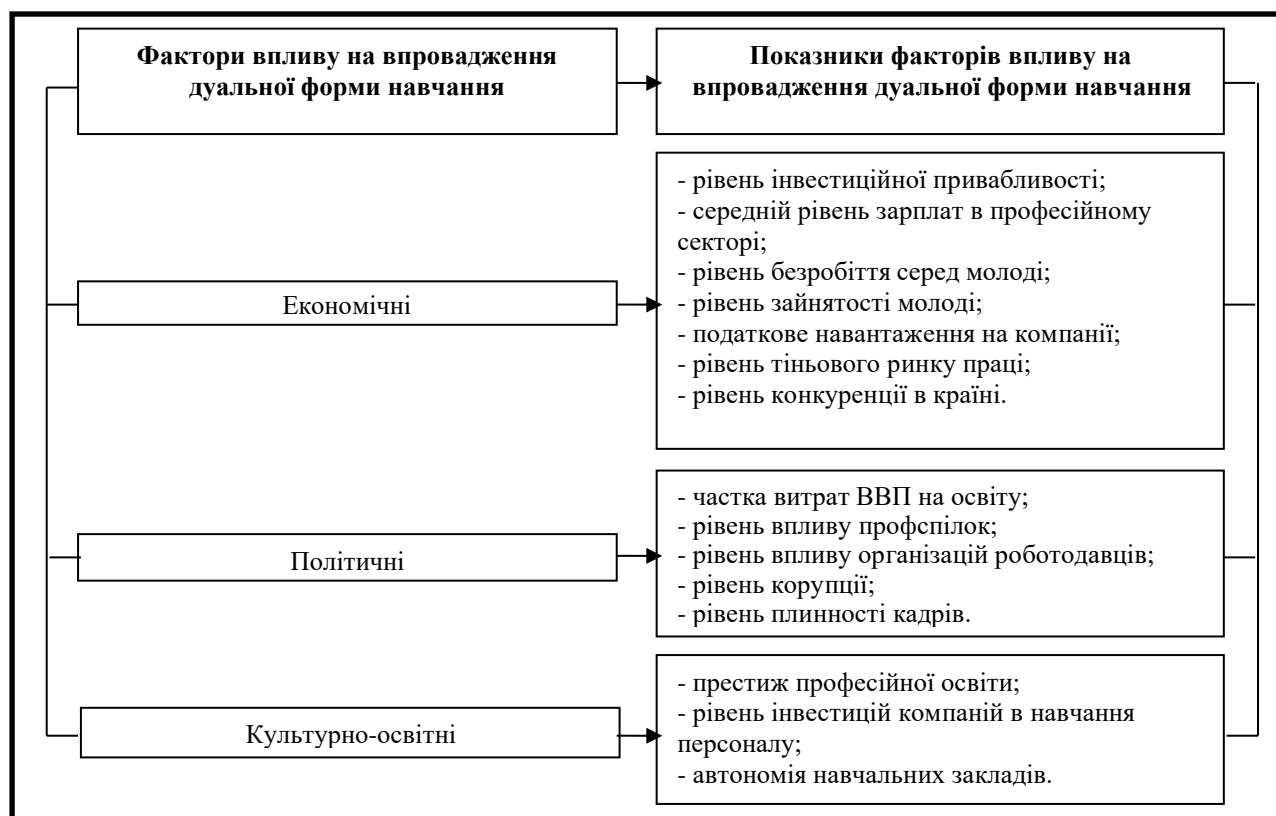 Фактори впливу на впровадження
дуальної форми навчання
Показники факторів впливу на
впровадження дуальної форми навчання
Економічні
- рівень інвестиційної привабливості;
- середній рівень зарплат в професійному
секторі;
- рівень безробіття серед молоді;
- рівень зайнятості молоді;
- податкове навантаження на компанії;
- рівень тіньового ринку праці;
- рівень конкуренції в країні.
Політичні
- частка витрат ВВП на освіту;
- рівень впливу профспілок;
- рівень впливу організацій роботодавців;
- рівень корупції;
- рівень плинності кадрів.
Культурно-освітні
- престиж професійної освіти;
- рівень інвестицій компаній в навчання
персоналу;
- автономія навчальних закладів.